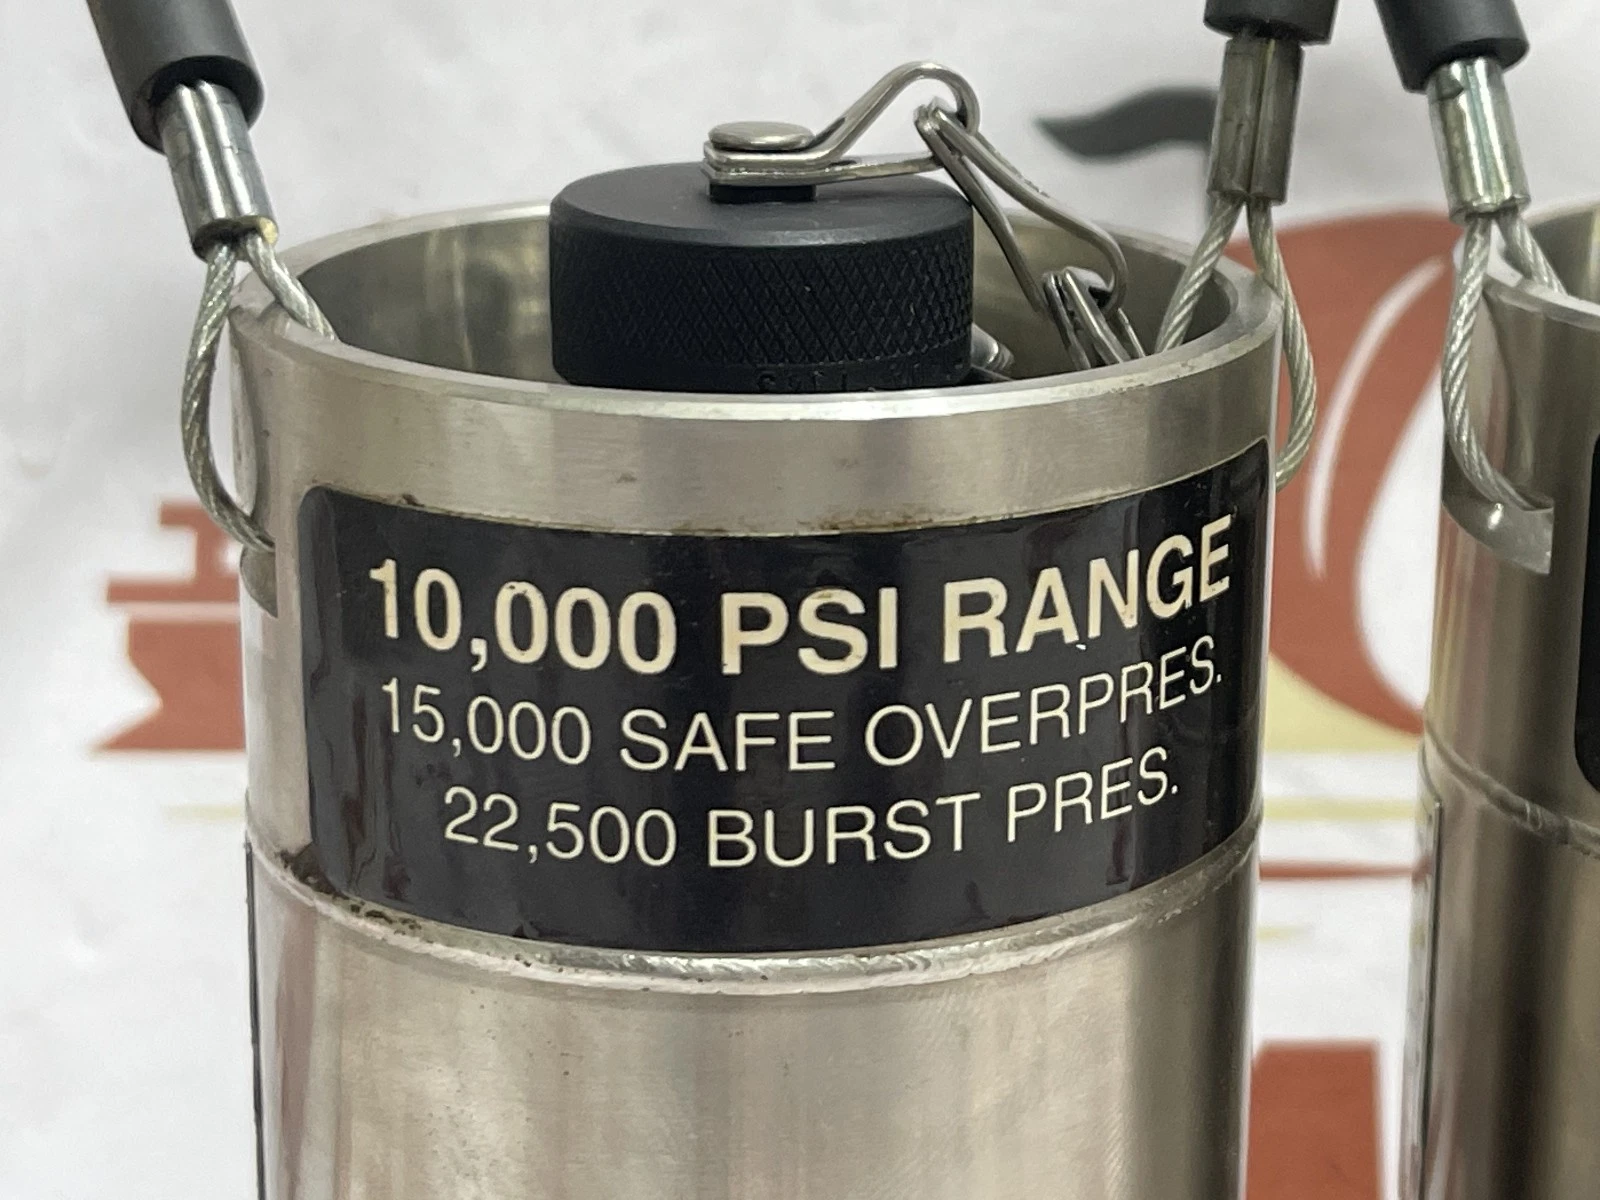 10,000 PSI RANGE
15,000 SAFE OVERPRES.
22,500 BURST PRES.